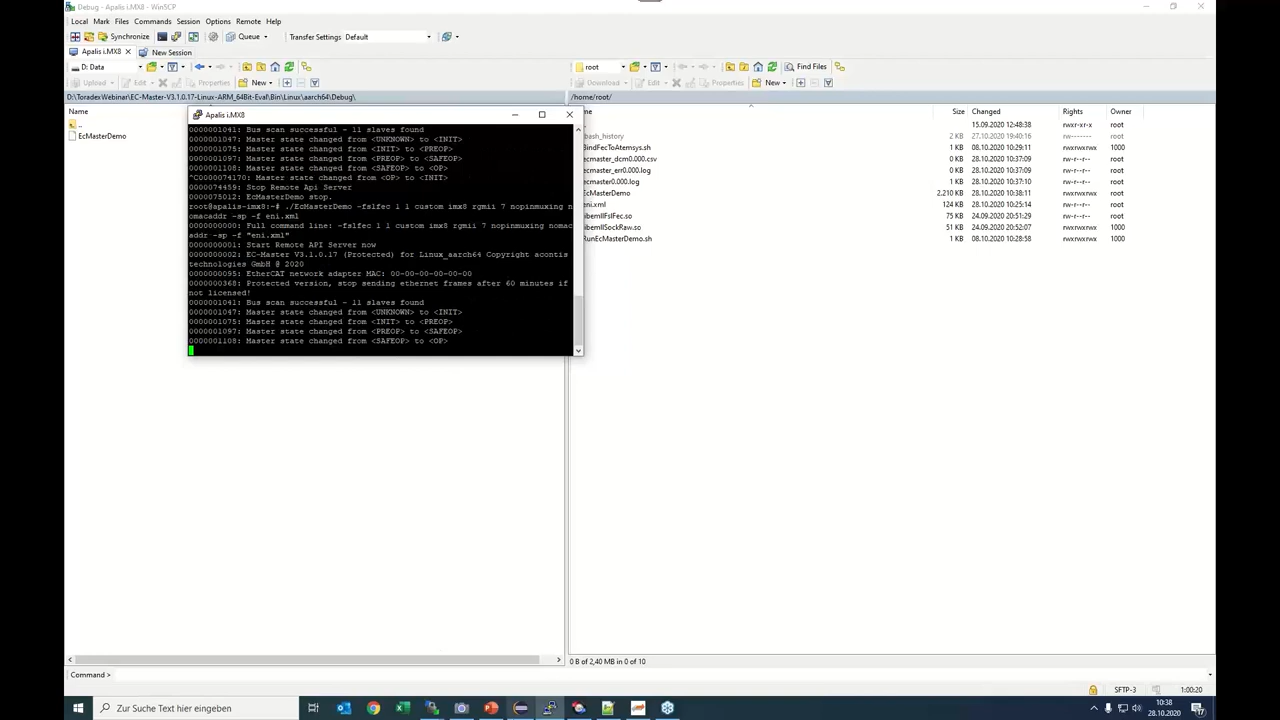 Debug - Apalis i.MX8 - WinSCP
Local Mark Files Commands Session Options Remote Help
Synchronize Queue Transfer Settings Default
Apalis i.MX8 New Session
D: Data
root Find Files
Upload Edit Properties New
Download Edit Properties New
D:\ToradexWebinar\EC-Master-V3.1.0.17-Linux-ARM_64Bit-Eval\Bin\Linux\aarch64\Debug\
/home/root/
Name
..
EcMasterDemo
Apalis i.MX8
0000001041: Bus scan successful - 11 slaves found
0000001047: Master state changed from <UNKNOWN> to <INIT>
0000001075: Master state changed from <INIT> to <PREOP>
0000001097: Master state changed from <PREOP> to <SAFEOP>
0000001108: Master state changed from <SAFEOP> to <OP>
^C0000074170: Master state changed from <OP> to <INIT>
0000074459: Stop Remote Api Server
0000075012: EcMasterDemo stop.
root@apalis-imx8:~# ./EcMasterDemo -fslfec 1 1 custom imx8 rgmii 7 nopinmuxing n
omacaddr -sp -f eni.xml
0000000000: Full command line: -fslfec 1 1 custom imx8 rgmii 7 nopinmuxing nomac
addr -sp -f "eni.xml"
0000000001: Start Remote API Server now
0000000002: EC-Master V3.1.0.17 (Protected) for Linux_aarch64 Copyright acontis
technologies GmbH @ 2020
0000000095: EtherCAT network adapter MAC: 00-00-00-00-00-00
0000000368: Protected version, stop sending ethernet frames after 60 minutes if
not licensed!
0000001041: Bus scan successful - 11 slaves found
0000001047: Master state changed from <UNKNOWN> to <INIT>
0000001075: Master state changed from <INIT> to <PREOP>
0000001097: Master state changed from <PREOP> to <SAFEOP>
0000001108: Master state changed from <SAFEOP> to <OP>
me Size Changed Rights Owner
15.09.2020 12:48:38 rwxr-xr-x root
bash_history 2 KB 27.10.2020 19:40:16 rw------- root
BindFecToAtemsys.sh 1 KB 08.10.2020 10:29:11 rwxrwxrwx 1000
ecmaster_dcm0.000.csv 0 KB 28.10.2020 10:37:09 rw-r--r-- root
ecmaster_err0.000.log 0 KB 28.10.2020 10:37:09 rw-r--r-- root
ecmaster0.000.log 1 KB 28.10.2020 10:37:10 rw-r--r-- root
EcMasterDemo 2,210 KB 28.10.2020 10:38:11 rwxrwxrwx root
eni.xml 124 KB 28.10.2020 10:25:14 rw-r--r-- root
ibemllFslFec.so 75 KB 24.09.2020 20:51:29 rwxrwxrwx 1000
ibemllSockRaw.so 51 KB 24.09.2020 20:52:07 rwxrwxrwx 1000
RunEcMasterDemo.sh 1 KB 08.10.2020 10:28:58 rwxrwxrwx 1000
0 B of 2,40 MB in 0 of 10
Command >
SFTP-3 1:00:20
Zur Suche Text hier eingeben
10:38
28.10.2020
17